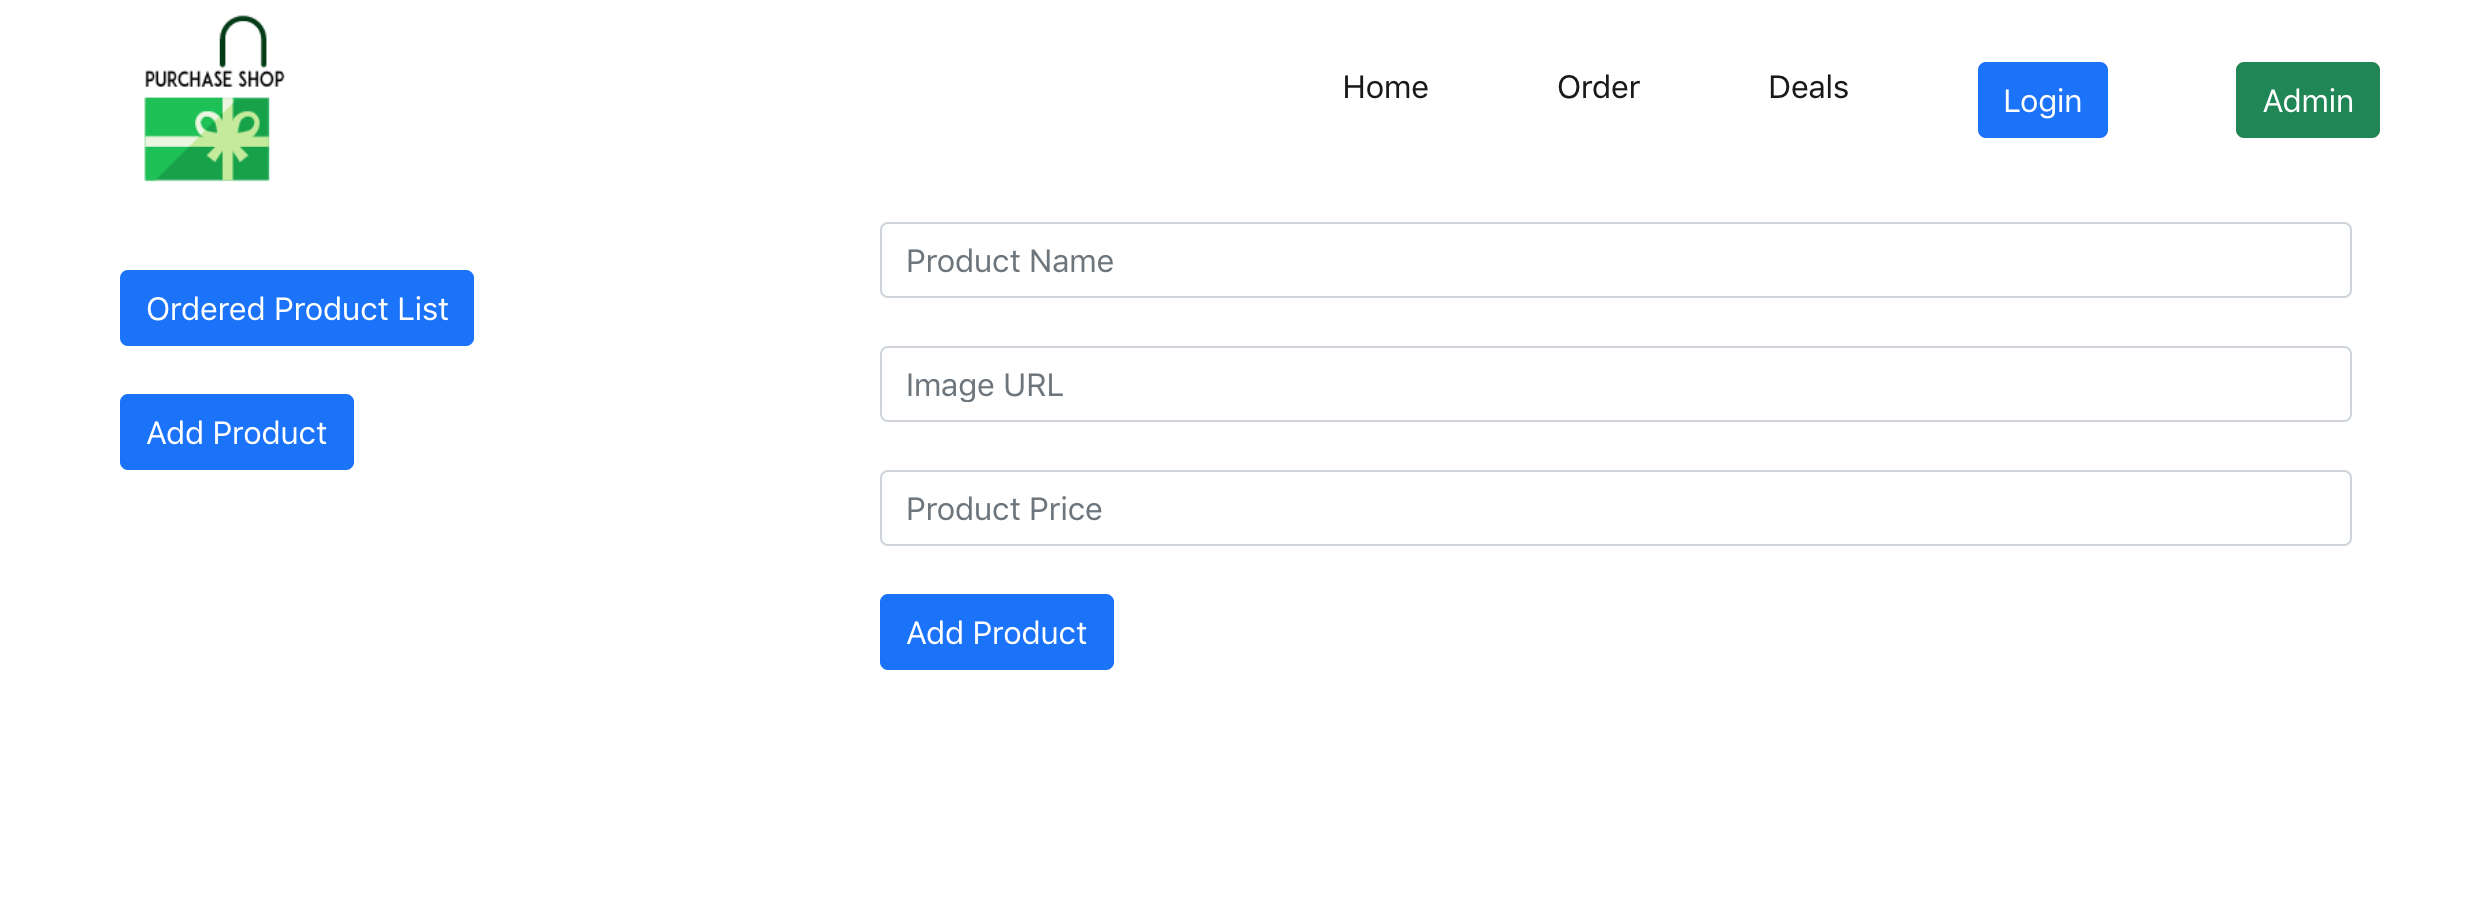 PURCHASE SHOP
Home
Order
Deals
Login
Admin
Ordered Product List
Add Product
Product Name
Image URL
Product Price
Add Product